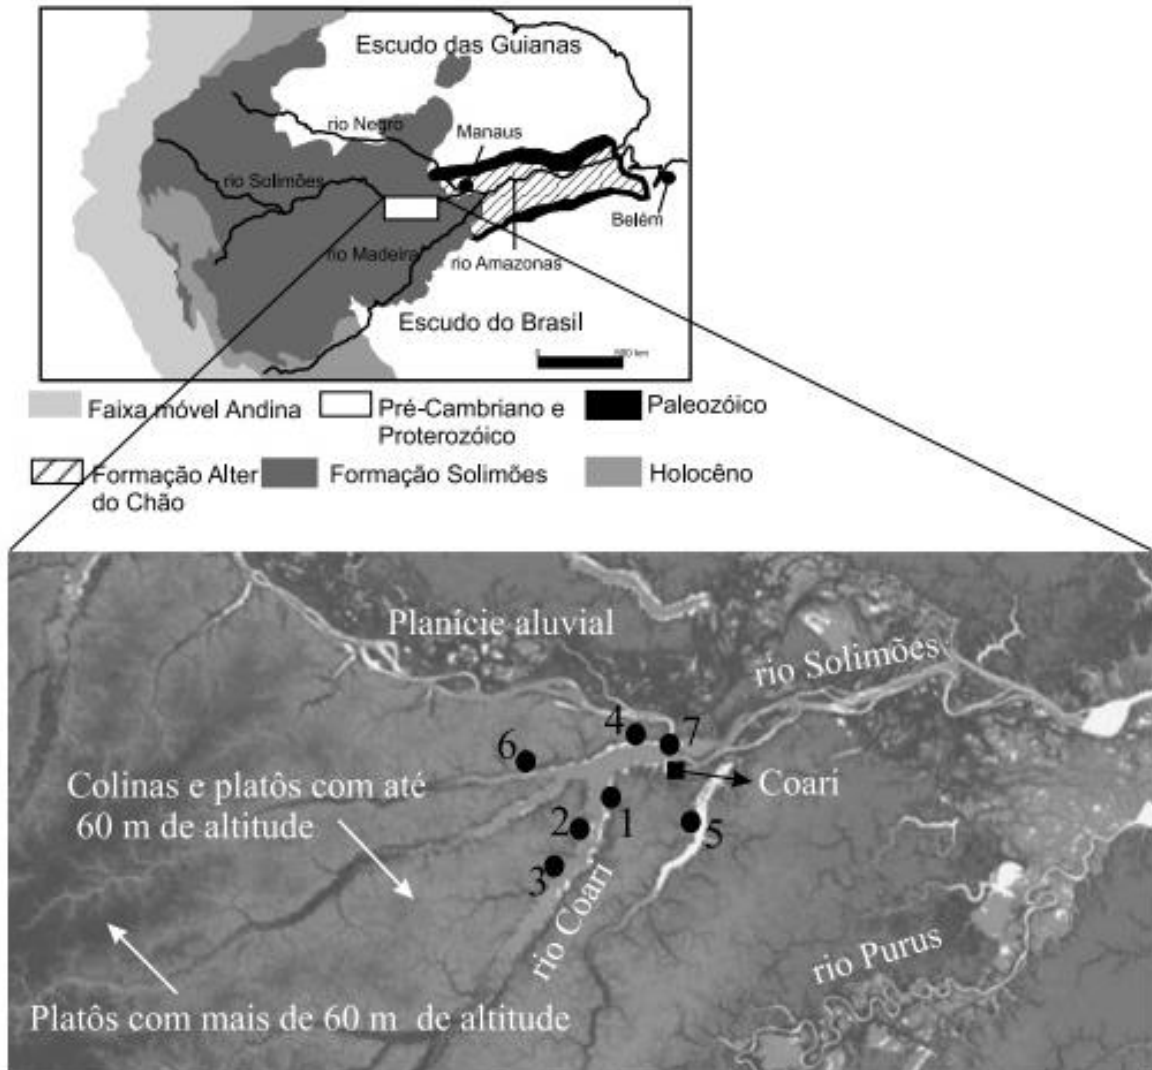 Escudo das Guianas
rio Negro
Manaus
rio Solimões
Belém
rio Madeira
rio Amazonas
Escudo do Brasil
Faixa móvel Andina
Pré-Cambriano e
Proterozóico
Paleozóico
Formação Alter
do Chão
Formação Solimões
Holocêno
Planície aluvial
rio Solimões
4
7
6
Coari
Colinas e platôs com até
60 m de altitude
2
1
5
3
rio Coari
rio Purus
Platôs com mais de 60 m de altitude